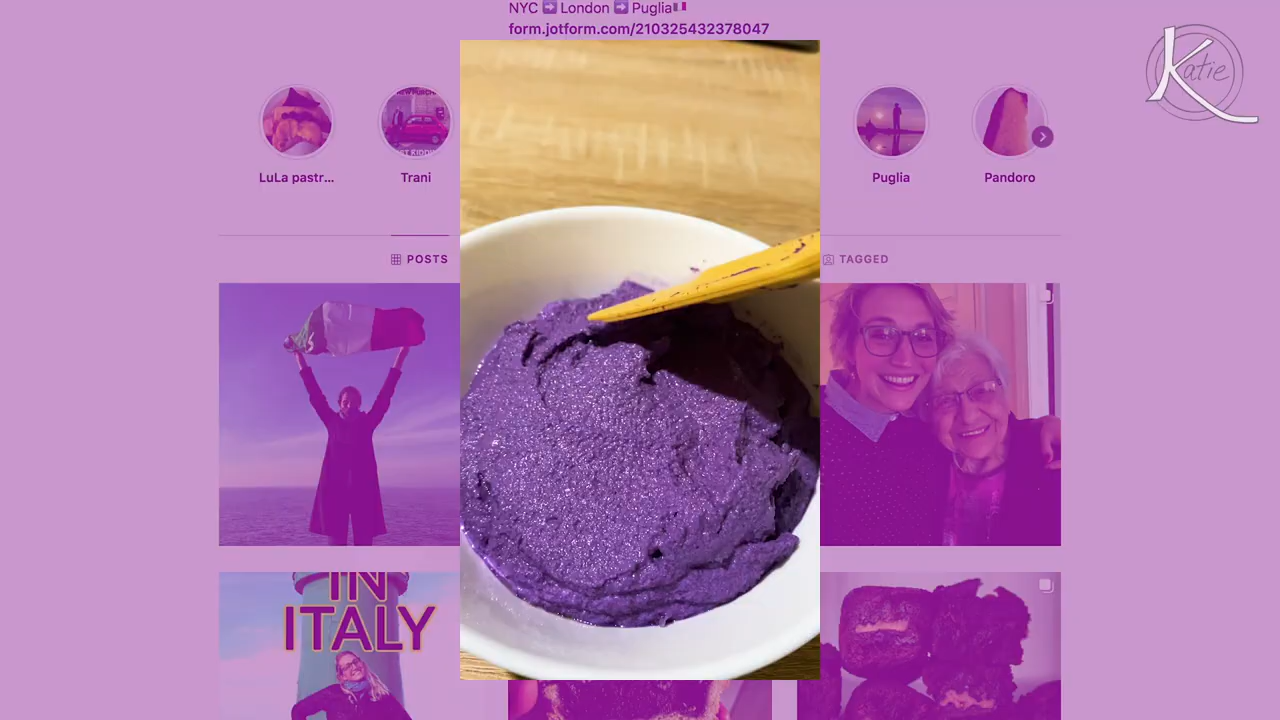 NYC ➡ London ➡ Puglia
form.jotform.com/210325432378047
Katie
LuLa pastr...
Trani
Puglia
Pandoro
POSTS
TAGGED
IN
ITALY